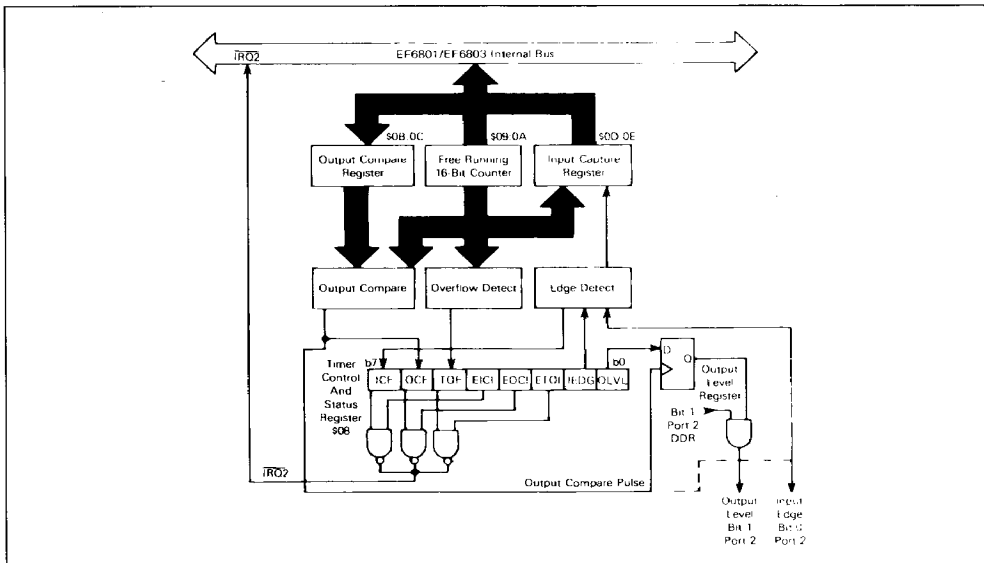 EF6801/EF6803 Internal Bus
IRQ2
$0B:0C
$09:0A
$0D:0E
Output Compare
Register
Free Running
16-Bit Counter
Input Capture
Register
Output Compare
Overflow Detect
Edge Detect
Timer
Control
And
Status
Register
$08
b7
b0
ICF
OCF
TOF
EICI
EOCI
ETOI
IEDG
OLVL
D
Q
Output
Level
Register
Bit 1
Port 2
DDR
IRQ2
Output Compare Pulse
Output
Level
Bit 1
Port 2
Input
Edge
Bit 0
Port 2